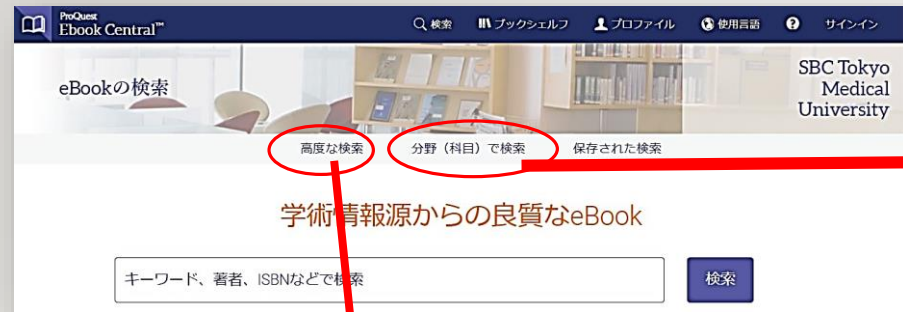 ProQuest
Ebook Central™
検索 ブックシェルフ プロファイル 使用言語 ? サインイン
eBookの検索
SBC Tokyo
Medical
University
高度な検索 分野（科目）で検索 保存された検索
学術情報源からの良質なeBook
キーワード、著者、ISBNなどで検索
検索